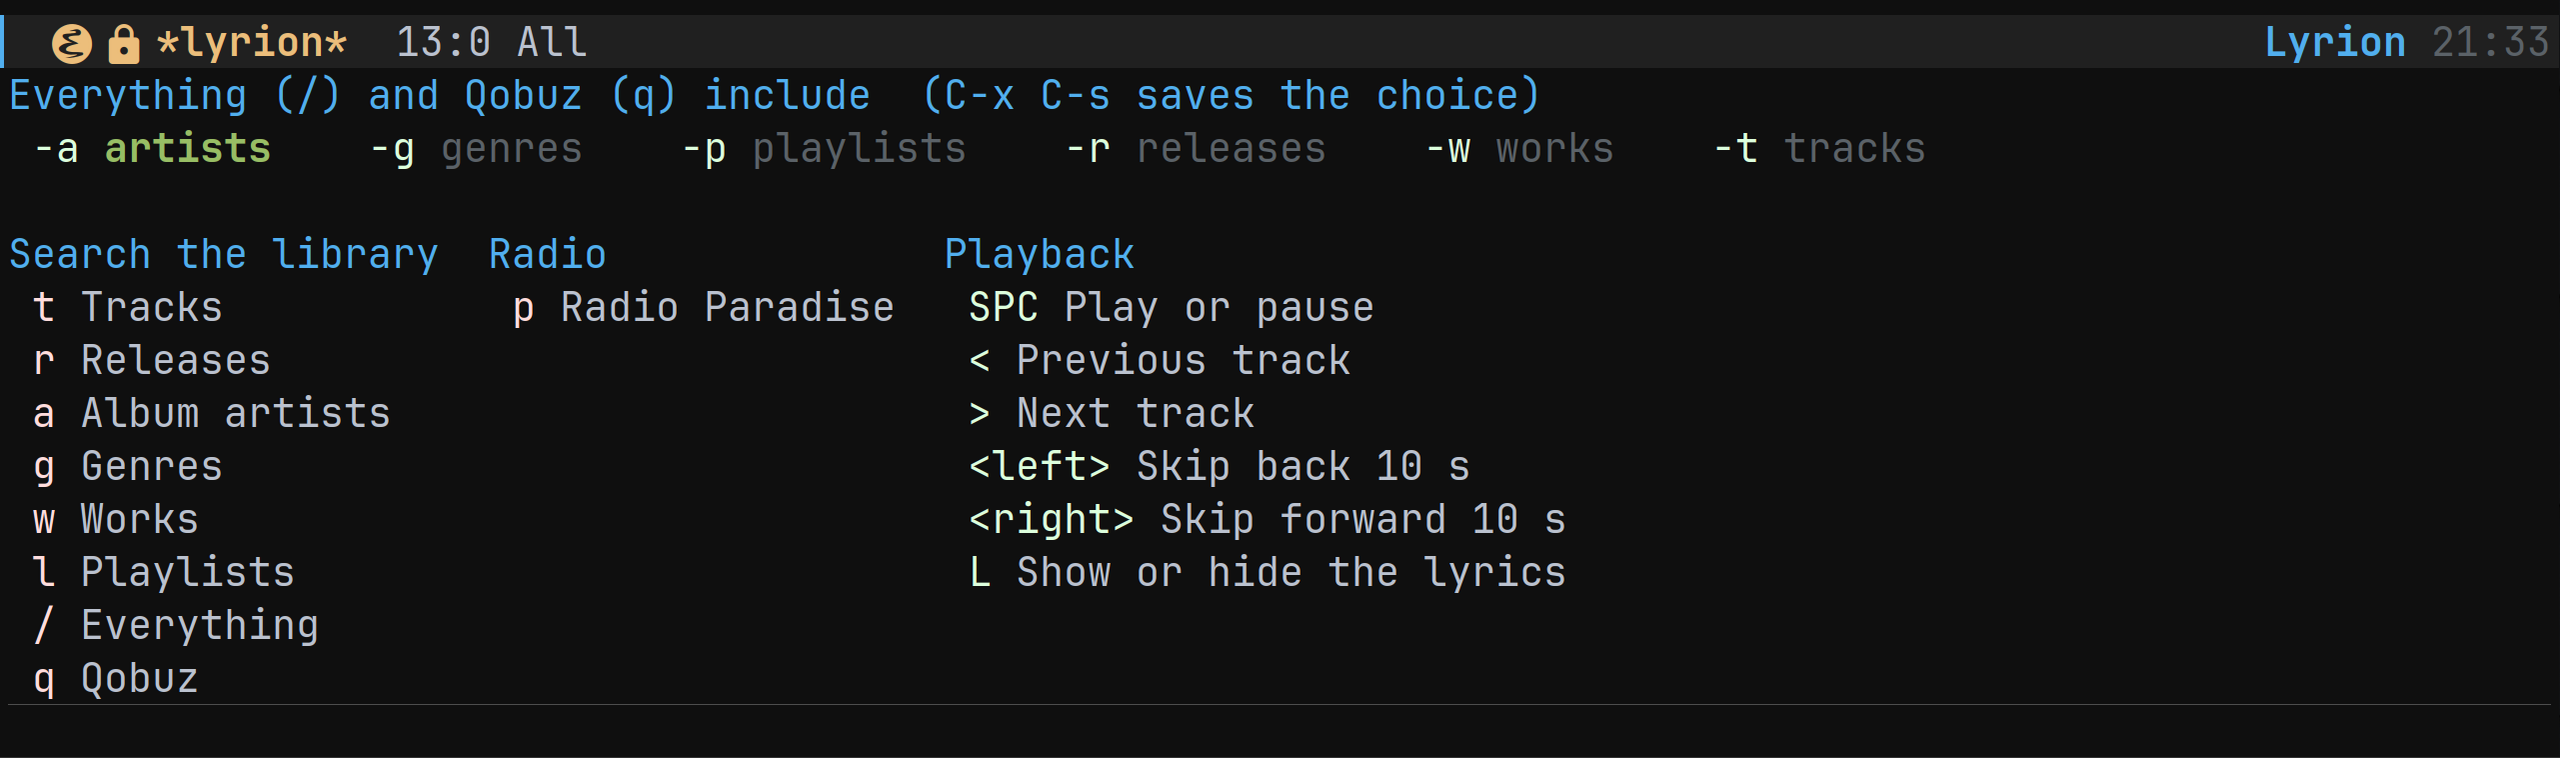 *lyrion* 13:0 All Lyrion 21:33
Everything (/) and Qobuz (q) include (C-x C-s saves the choice)
-a artists -g genres -p playlists -r releases -w works -t tracks
Search the library Radio Playback
t Tracks p Radio Paradise SPC Play or pause
r Releases < Previous track
a Album artists > Next track
g Genres <left> Skip back 10 s
w Works <right> Skip forward 10 s
l Playlists L Show or hide the lyrics
/ Everything
q Qobuz